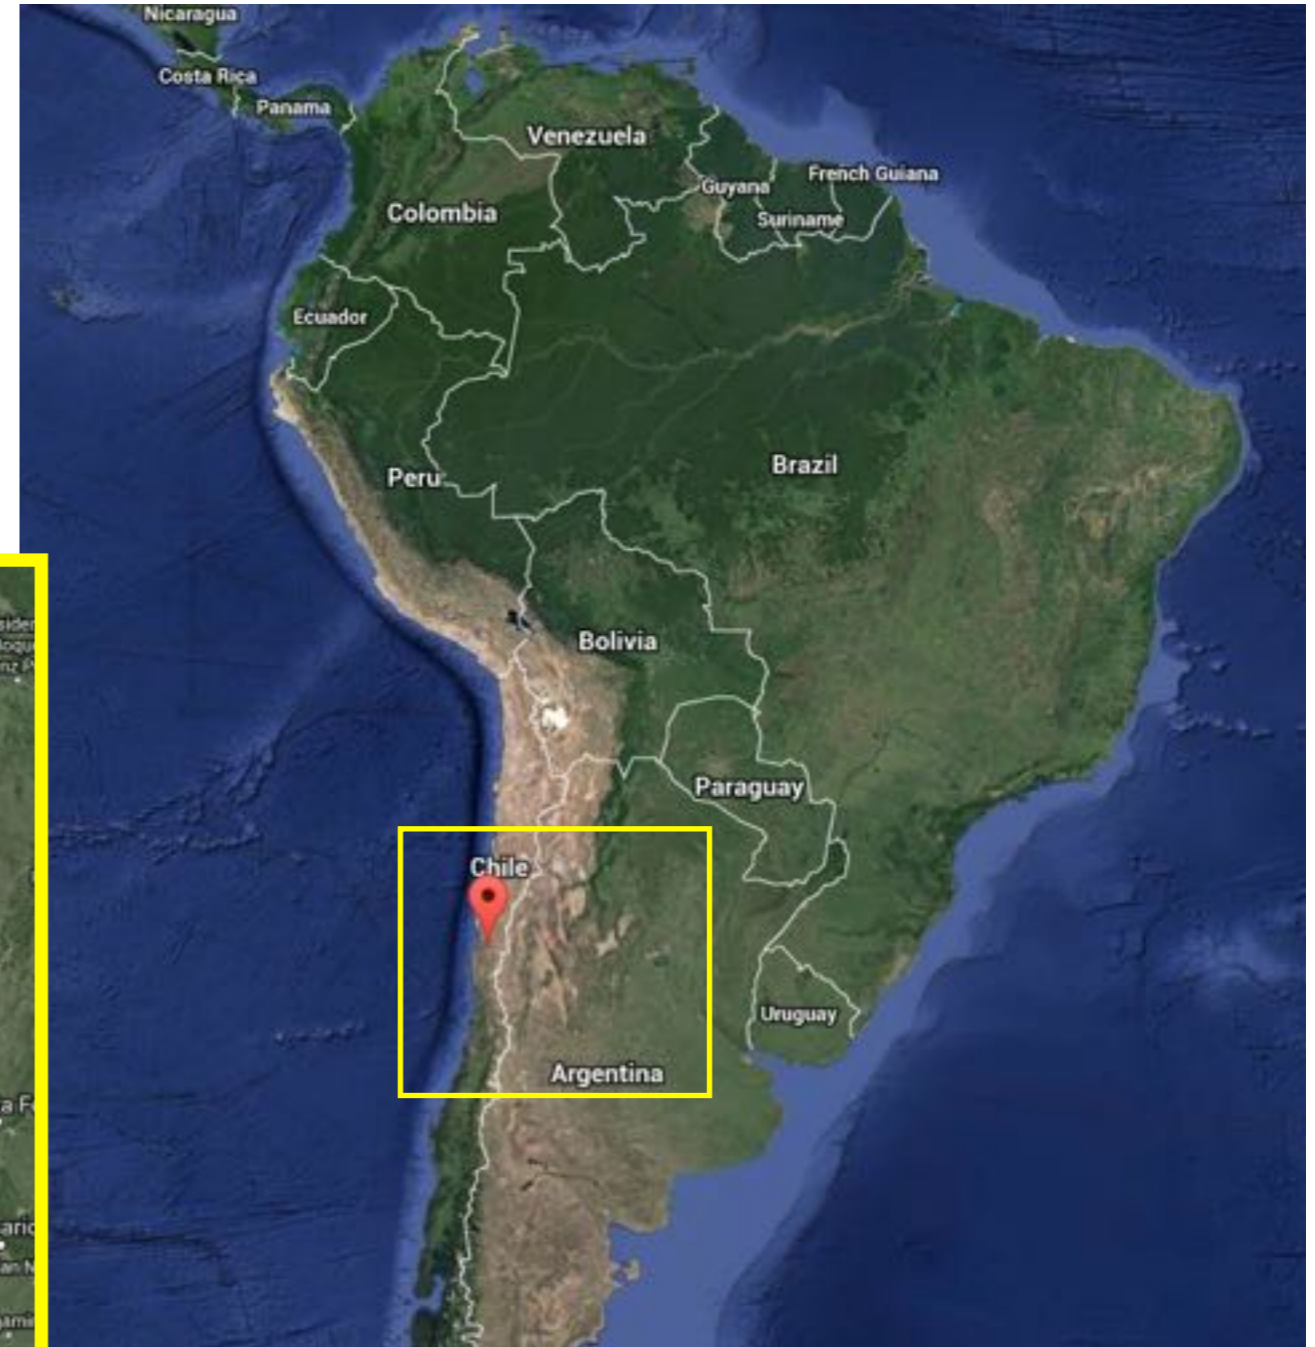 Nicaragua
Costa Rica
Panama
Venezuela
Guyana
French Guiana
Suriname
Colombia
Ecuador
Peru
Brazil
Bolivia
Paraguay
Chile
Uruguay
Argentina